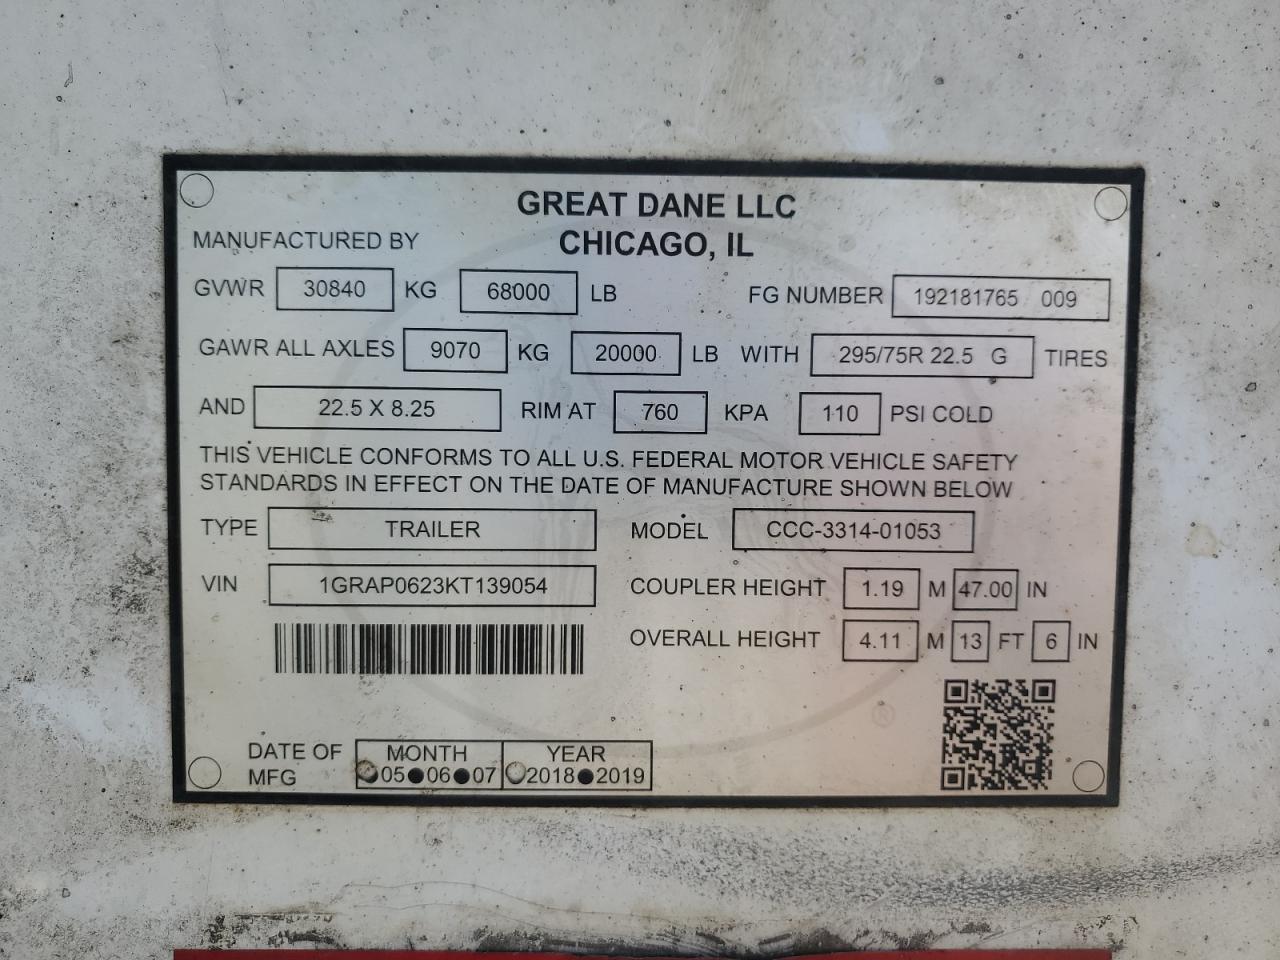 GREAT DANE LLC
MANUFACTURED BY CHICAGO, IL
GVWR 30840 KG 68000 LB FG NUMBER 192181765 009
GAWR ALL AXLES 9070 KG 20000 LB WITH 295/75R 22.5 G TIRES
AND 22.5 X 8.25 RIM AT 760 KPA 110 PSI COLD
THIS VEHICLE CONFORMS TO ALL U.S. FEDERAL MOTOR VEHICLE SAFETY
STANDARDS IN EFFECT ON THE DATE OF MANUFACTURE SHOWN BELOW
TYPE TRAILER MODEL CCC-3314-01053
VIN 1GRAP0623KT139054 COUPLER HEIGHT 1.19 M 47.00 IN
OVERALL HEIGHT 4.11 M 13 FT 6 IN
®
DATE OF MONTH YEAR
MFG 05 06 07 2018 2019